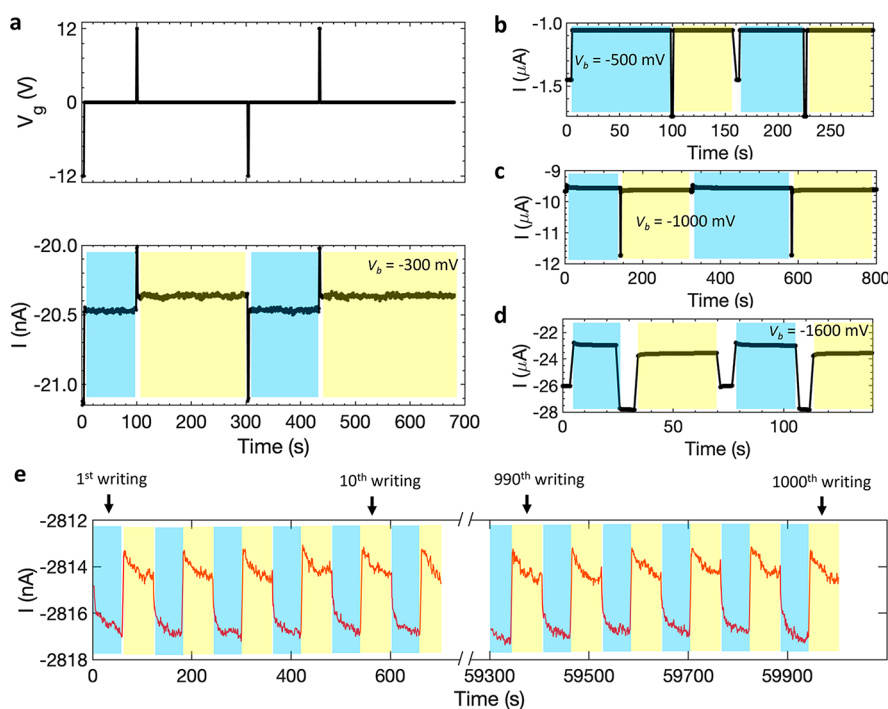 a
12
0
-12
V_g (V)
-20.0
-20.5
-21.0
I (nA)
V_b = -300 mV
0 100 200 300 400 500 600 700
Time (s)
b
-1.0
-1.5
I (μA)
V_b = -500 mV
0 50 100 150 200 250
Time (s)
c
-9
-10
-11
-12
I (μA)
V_b = -1000 mV
0 200 400 600 800
Time (s)
d
-22
-24
-26
-28
I (μA)
V_b = -1600 mV
0 50 100
Time (s)
e
1st writing 10th writing 990th writing 1000th writing
−2812
−2814
−2816
−2818
I (nA)
0 200 400 600 59300 59500 59700 59900
Time (s)